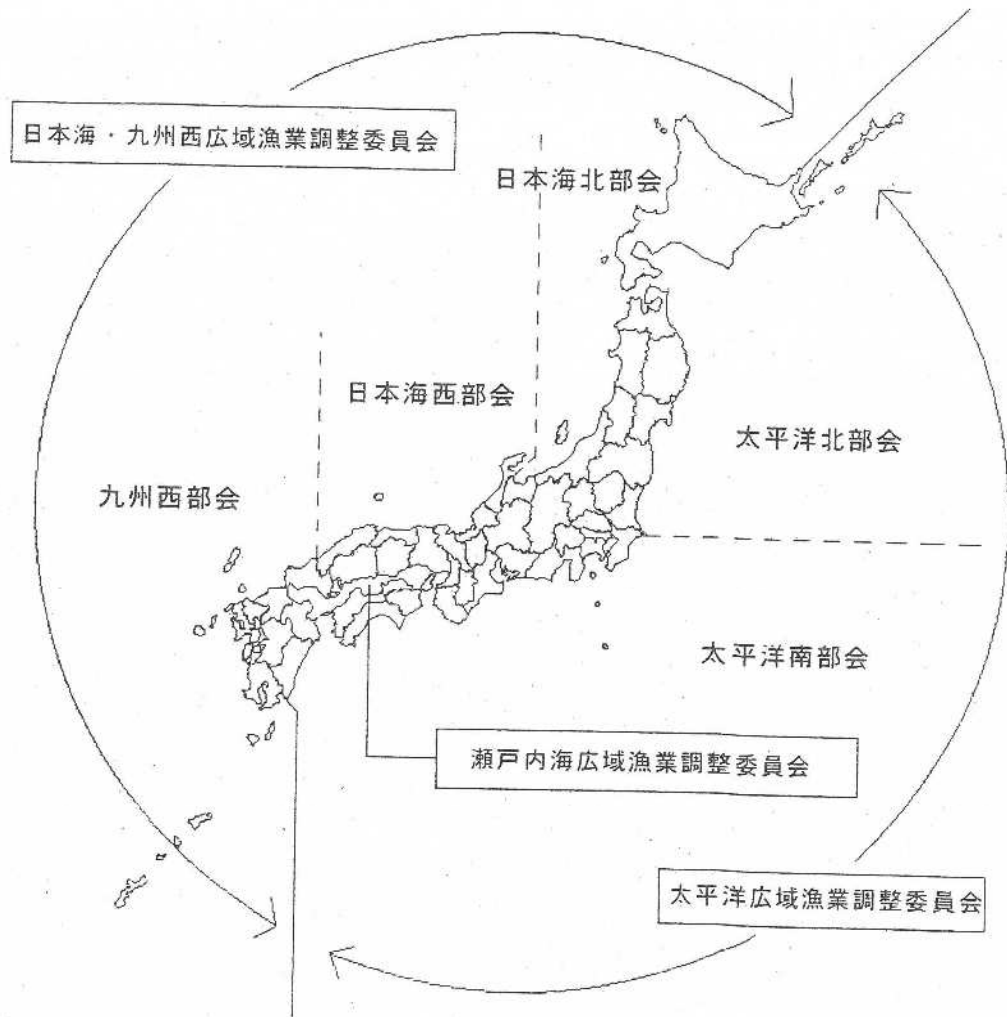 日本海・九州西広域漁業調整委員会
日本海北部会
日本海西部会
太平洋北部会
九州西部会
太平洋南部会
瀬戸内海広域漁業調整委員会
太平洋広域漁業調整委員会